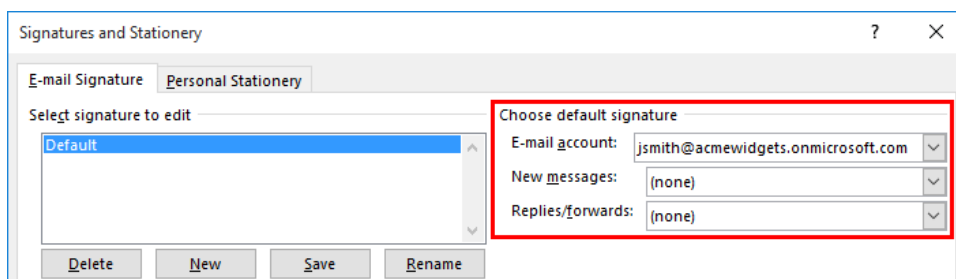 Signatures and Stationery ?
E-mail Signature Personal Stationery
Select signature to edit
Default
Delete New Save Rename
Choose default signature
E-mail account: jsmith@acmewidgets.onmicrosoft.com
New messages: (none)
Replies/forwards: (none)